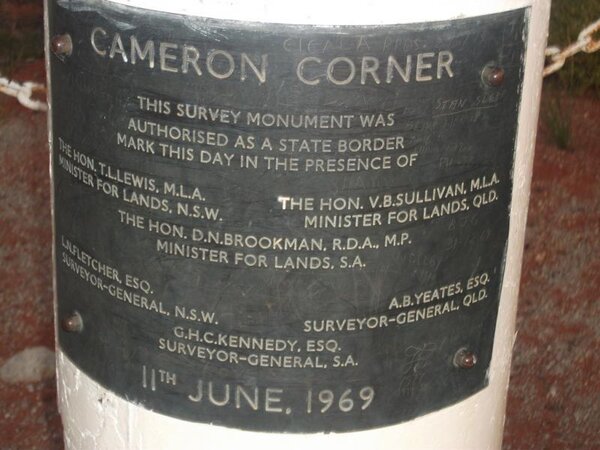 CAMERON CORNER
THIS SURVEY MONUMENT WAS
AUTHORISED AS A STATE BORDER
MARK THIS DAY IN THE PRESENCE OF
THE HON. T.L.LEWIS, M.L.A.
MINISTER FOR LANDS, N.S.W.
THE HON. V.B.SULLIVAN, M.L.A.
MINISTER FOR LANDS, QLD.
THE HON. D.N.BROOKMAN, R.D.A., M.P.
MINISTER FOR LANDS, S.A.
L.N.FLETCHER, ESQ.
SURVEYOR-GENERAL, N.S.W.
A.B.YEATES, ESQ.
SURVEYOR-GENERAL, QLD.
G.H.C.KENNEDY, ESQ.
SURVEYOR-GENERAL, S.A.
11TH JUNE, 1969